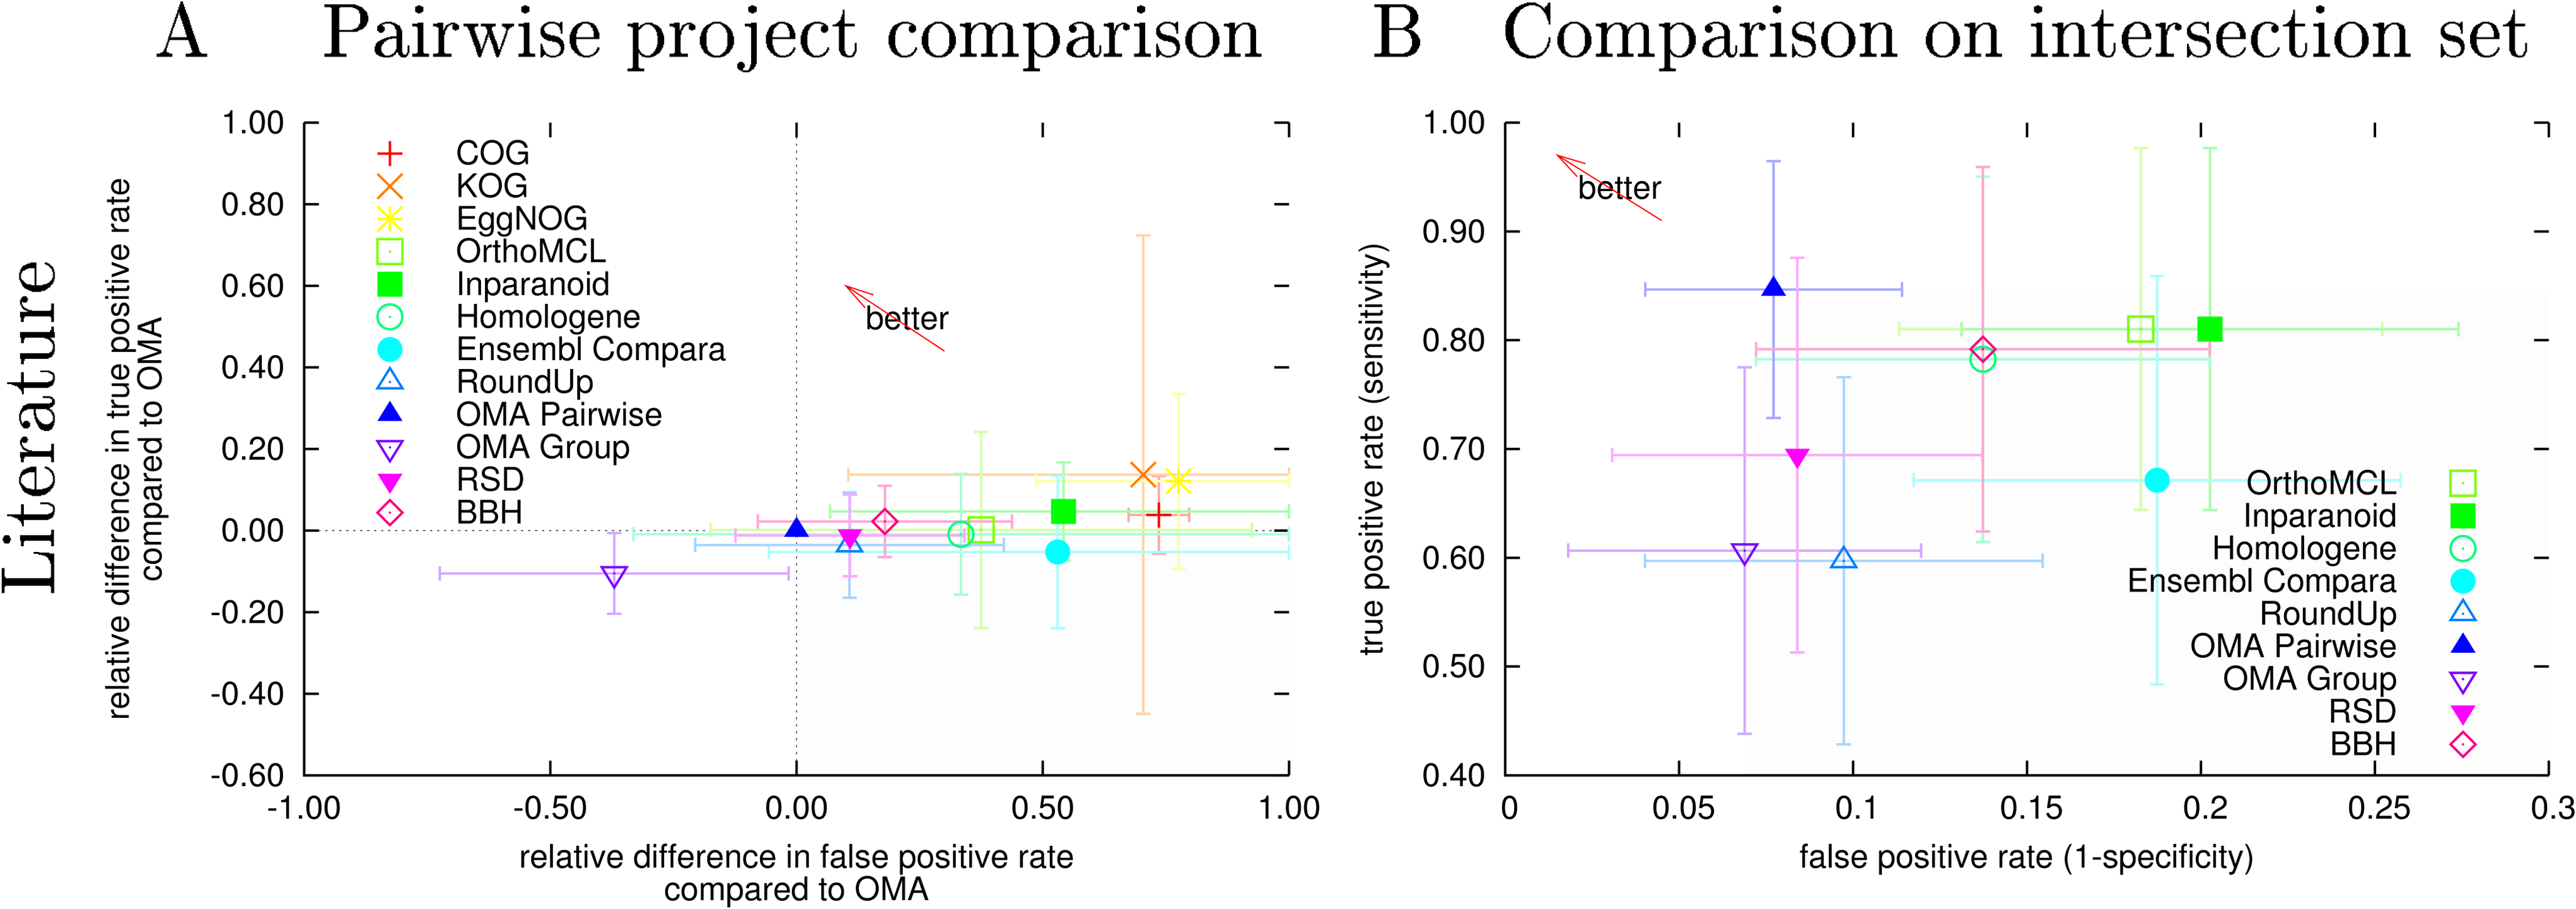 A Pairwise project comparison
Literature
relative difference in true positive rate
compared to OMA
1.00
0.80
0.60
0.40
0.20
0.00
-0.20
-0.40
-0.60
COG
KOG
EggNOG
OrthoMCL
Inparanoid
Homologene
Ensembl Compara
RoundUp
OMA Pairwise
OMA Group
RSD
BBH
better
-1.00 -0.50 0.00 0.50 1.00
relative difference in false positive rate
compared to OMA
B Comparison on intersection set
true positive rate (sensitivity)
1.00
0.90
0.80
0.70
0.60
0.50
0.40
better
OrthoMCL
Inparanoid
Homologene
Ensembl Compara
RoundUp
OMA Pairwise
OMA Group
RSD
BBH
0 0.05 0.1 0.15 0.2 0.25 0.3
false positive rate (1-specificity)